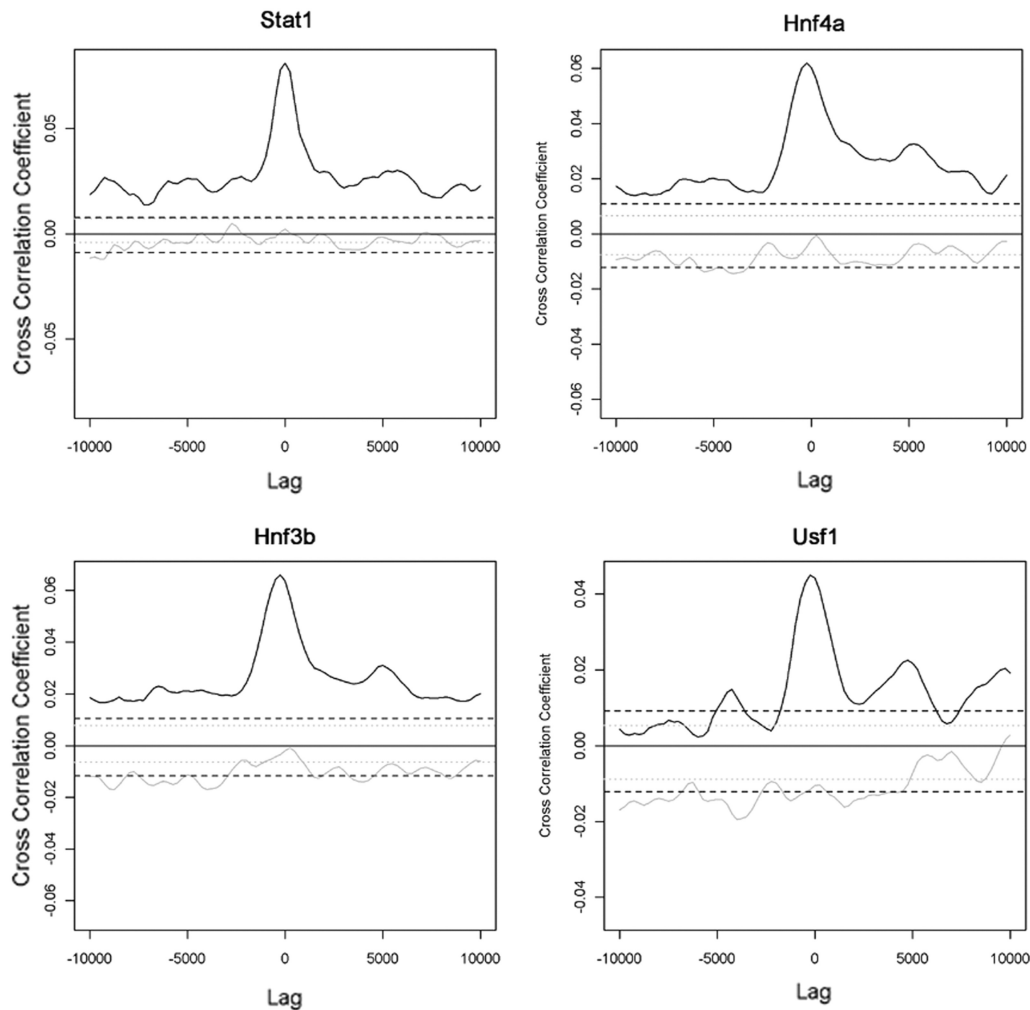 Stat1
Cross Correlation Coefficient
0.05
0.00
-0.05
-10000 -5000 0 5000 10000
Lag
Hnf4a
Cross Correlation Coefficient
0.06
0.04
0.02
0.00
-0.02
-0.04
-0.06
-10000 -5000 0 5000 10000
Lag
Hnf3b
Cross Correlation Coefficient
0.06
0.04
0.02
0.00
-0.02
-0.04
-0.06
-10000 -5000 0 5000 10000
Lag
Usf1
Cross Correlation Coefficient
0.04
0.02
0.00
-0.02
-0.04
-10000 -5000 0 5000 10000
Lag